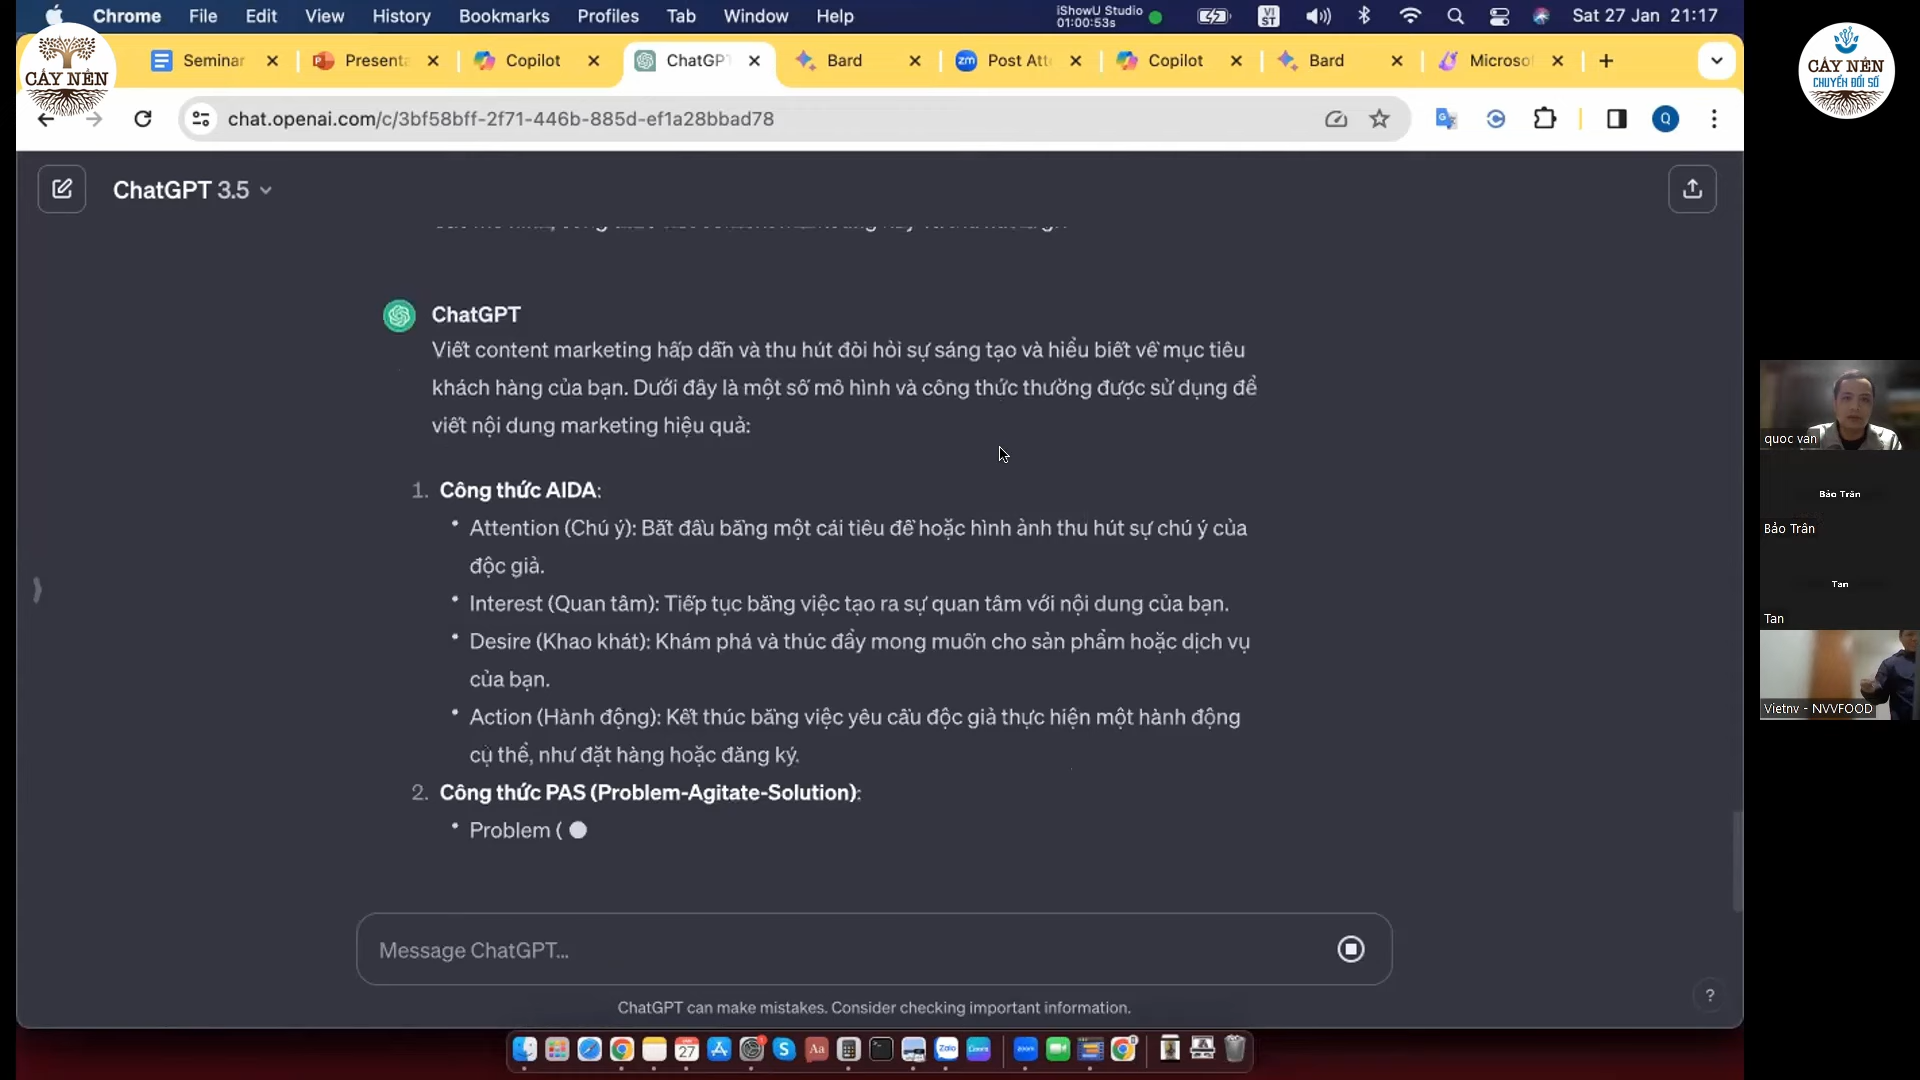 Chrome File Edit View History Bookmarks Profiles Tab Window Help
iShowU Studio
01:00:53s
VI
ST
Sat 27 Jan 21:17
CÂY NỀN
Seminar
Present
Copilot
ChatGPT
Bard
zm Post Att
Copilot
Bard
Microso
CÂY NỀN
CHUYỂN ĐỔI SỐ
chat.openai.com/c/3bf58bff-2f71-446b-885d-ef1a28bbad78
Q
ChatGPT 3.5
ChatGPT
Viết content marketing hấp dẫn và thu hút đòi hỏi sự sáng tạo và hiểu biết về mục tiêu
khách hàng của bạn. Dưới đây là một số mô hình và công thức thường được sử dụng để
viết nội dung marketing hiệu quả:
1. Công thức AIDA:
• Attention (Chú ý): Bắt đầu bằng một cái tiêu đề hoặc hình ảnh thu hút sự chú ý của
độc giả.
• Interest (Quan tâm): Tiếp tục bằng việc tạo ra sự quan tâm với nội dung của bạn.
• Desire (Khao khát): Khám phá và thúc đẩy mong muốn cho sản phẩm hoặc dịch vụ
của bạn.
• Action (Hành động): Kết thúc bằng việc yêu cầu độc giả thực hiện một hành động
cụ thể, như đặt hàng hoặc đăng ký.
2. Công thức PAS (Problem-Agitate-Solution):
• Problem (
Message ChatGPT...
ChatGPT can make mistakes. Consider checking important information.
?
quoc van
Bảo Trân
Bảo Trân
Tan
Tan
Vietnv - NVVFOOD
27
Aa
Zalo
zoom